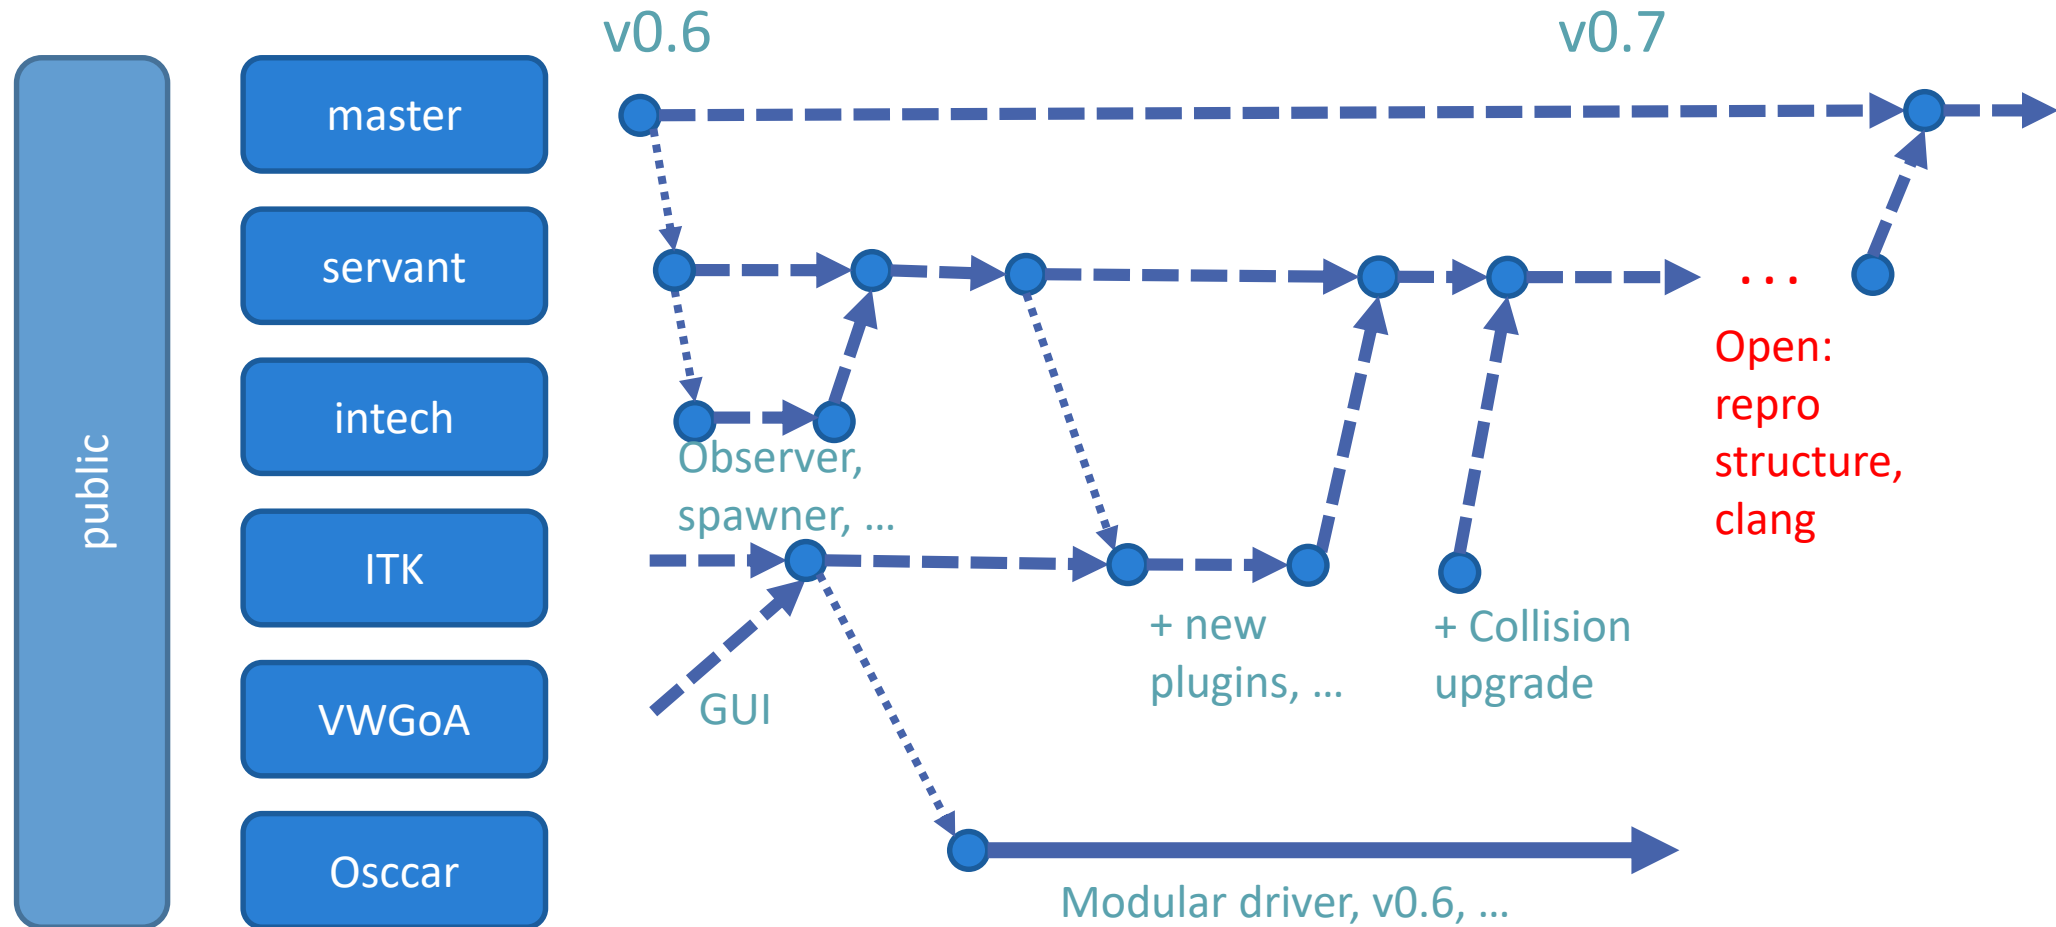 v0.6
v0.7
public
master
servant
intech
ITK
VWGoA
Osccar
Observer,
spawner, ...
GUI
+ new
plugins, ...
+ Collision
upgrade
...
Open:
repro
structure,
clang
Modular driver, v0.6, ...